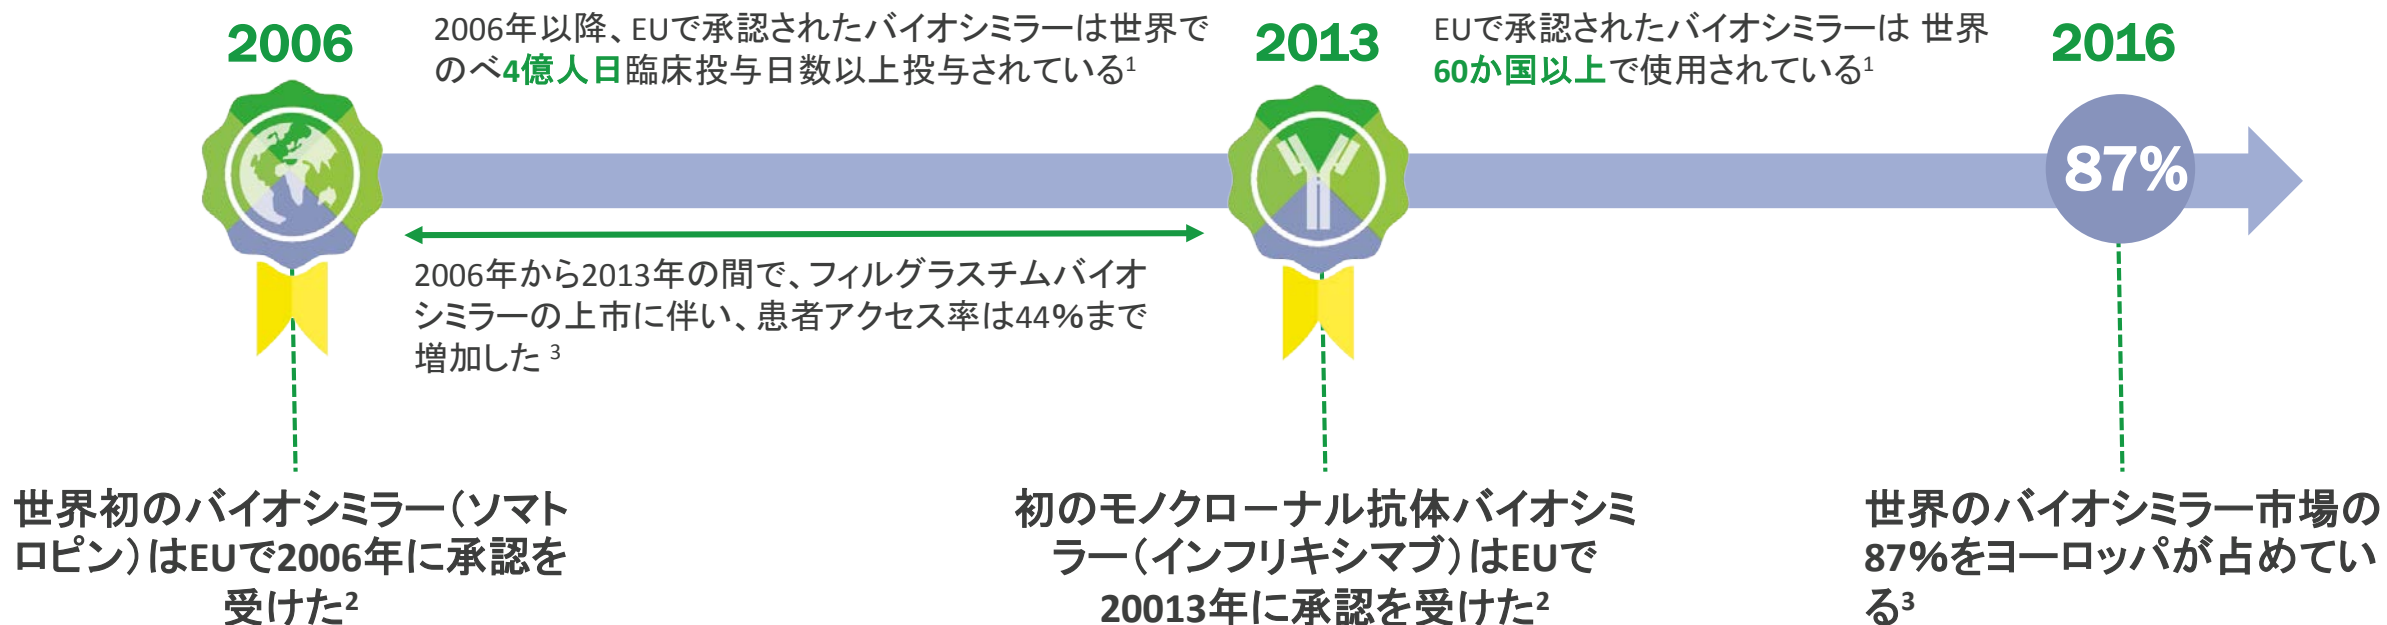 2006
2006年以降、EUで承認されたバイオシミラーは世界で
のべ4億人日臨床投与日数以上投与されている1
2013
EUで承認されたバイオシミラーは 世界
60か国以上で使用されている1
2016
87%
2006年から2013年の間で、フィルグラスチムバイオ
シミラーの上市に伴い、患者アクセス率は44%まで
増加した 3
世界初のバイオシミラー(ソマト
ロピン)はEUで2006年に承認を
受けた2
初のモノクローナル抗体バイオシミ
ラー(インフリキシマブ)はEUで
20013年に承認を受けた2
世界のバイオシミラー市場の
87%をヨーロッパが占めてい
る3